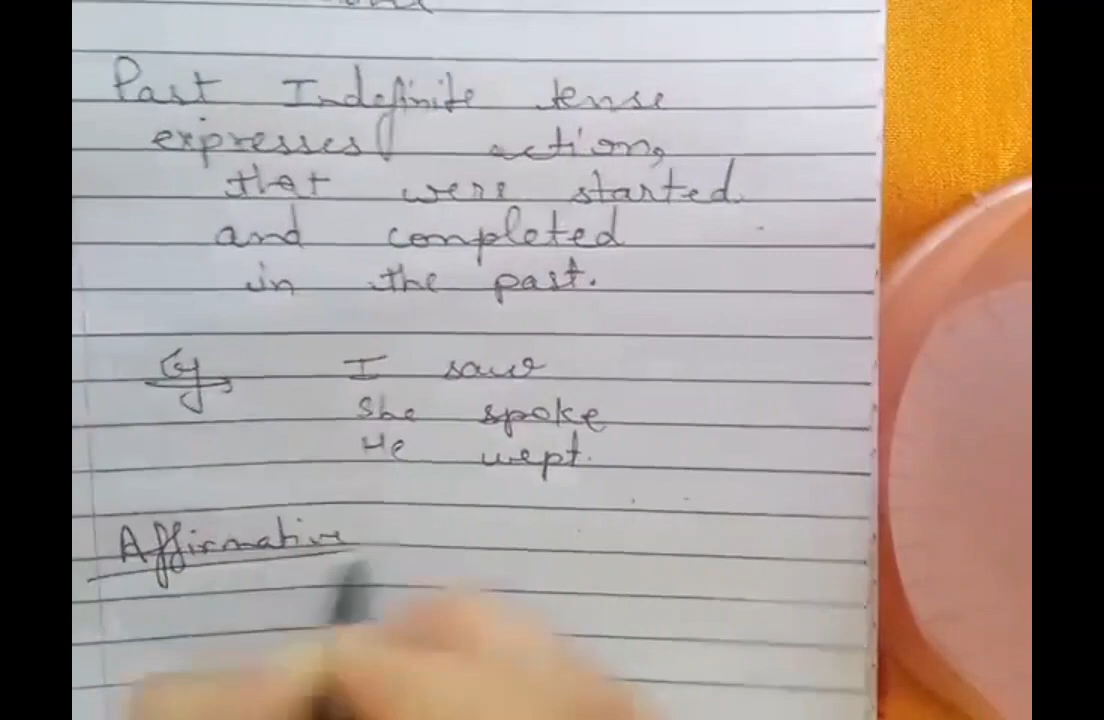 Past Indefinite tense
expresses actions
that were started
and completed
in the past.
Eg I saw
She spoke
He wept.
Affirmative